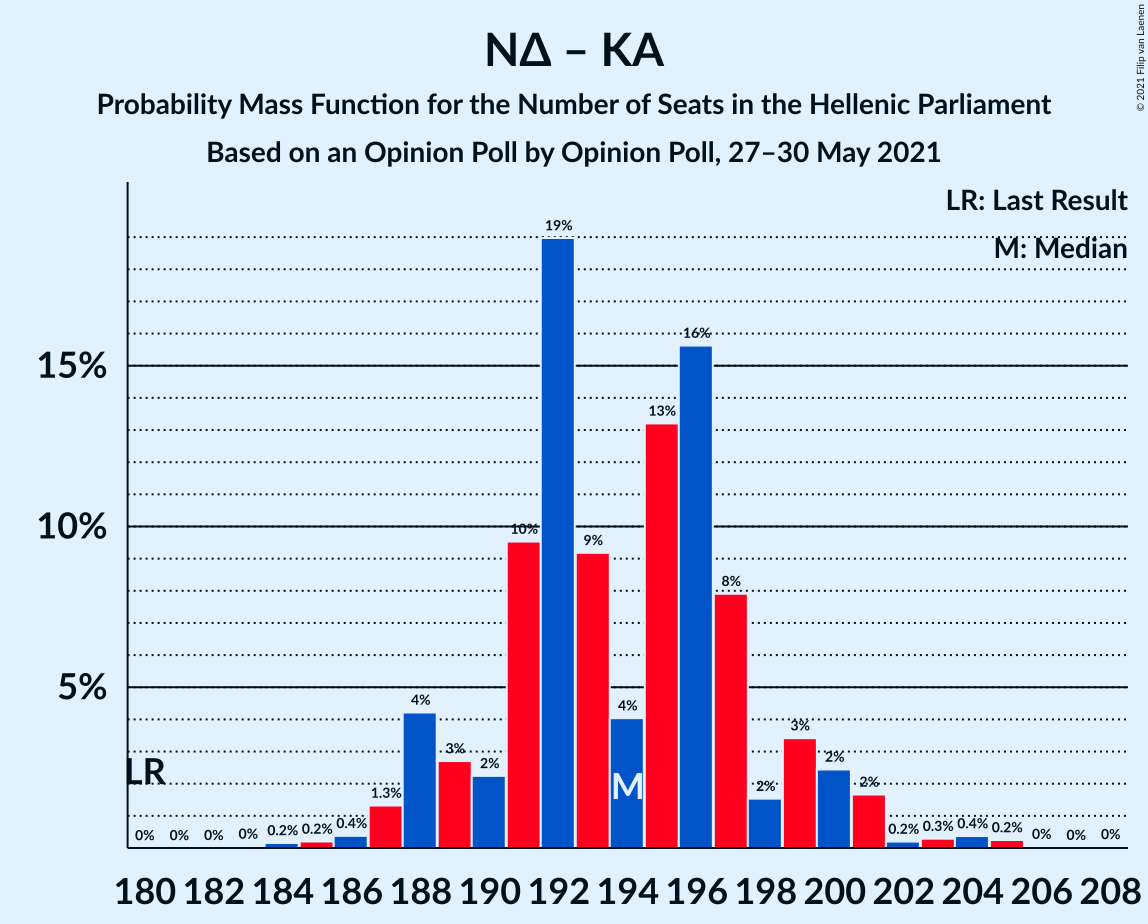 ΝΔ – ΚΑ
Probability Mass Function for the Number of Seats in the Hellenic Parliament
Based on an Opinion Poll by Opinion Poll, 27–30 May 2021
© 2021 Filip van Laenen
LR: Last Result
M: Median
19%
16%
15%
13%
10%
10%
9%
8%
5%
4%
4%
3%
3%
2%
2%
2%
2%
1.3%
LR
M
0% 0% 0% 0% 0.2% 0.2% 0.4% 0.2% 0.3% 0.4% 0.2% 0% 0% 0%
180 182 184 186 188 190 192 194 196 198 200 202 204 206 208